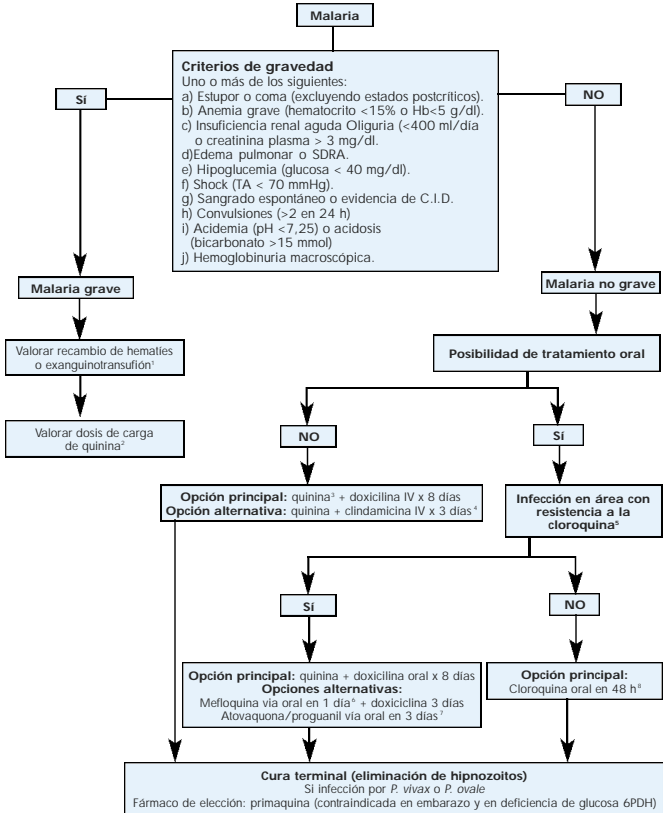 Malaria
Criterios de gravedad
Uno o más de los siguientes:
a) Estupor o coma (excluyendo estados postcríticos).
b) Anemia grave (hematocrito <15% o Hb<5 g/dl).
c) Insuficiencia renal aguda Oliguria (<400 ml/día
o creatinina plasma > 3 mg/dl.
d)Edema pulmonar o SDRA.
e) Hipoglucemia (glucosa < 40 mg/dl).
f) Shock (TA < 70 mmHg).
g) Sangrado espontáneo o evidencia de C.I.D.
h) Convulsiones (>2 en 24 h)
i) Acidemia (pH <7,25) o acidosis
(bicarbonato >15 mmol)
j) Hemoglobinuria macroscópica.
Sí
NO
Malaria grave
Malaria no grave
Valorar recambio de hematíes
o exanguinotransufión¹
Posibilidad de tratamiento oral
Valorar dosis de carga
de quinina²
NO
Sí
Opción principal: quinina³ + doxicilina IV x 8 días
Opción alternativa: quinina + clindamicina IV x 3 días⁴
Infección en área con
resistencia a la
cloroquina⁵
Sí
NO
Opción principal: quinina + doxicilina oral x 8 días
Opciones alternativas:
Mefloquina via oral en 1 día⁶ + doxiciclina 3 días
Atovaquona/proguanil vía oral en 3 días⁷
Opción principal:
Cloroquina oral en 48 h⁸
Cura terminal (eliminación de hipnozoitos)
Si infección por P. vivax o P. ovale
Fármaco de elección: primaquina (contraindicada en embarazo y en deficiencia de glucosa 6PDH)